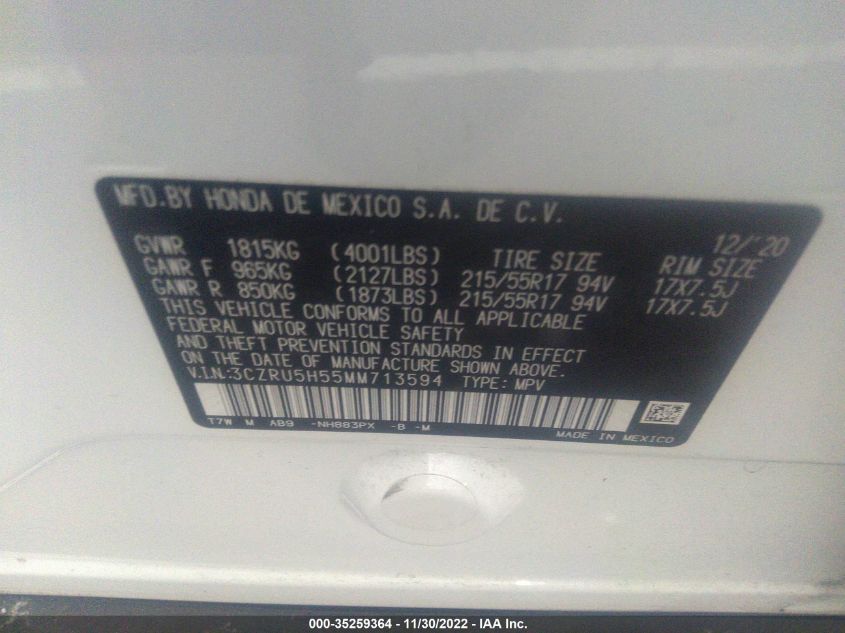 MFD.BY HONDA DE MEXICO S.A. DE C.V.
12/'20
GVWR 1815KG (4001LBS) TIRE SIZE RIM SIZE
GAWR F 965KG (2127LBS) 215/55R17 94V 17X7.5J
GAWR R 850KG (1873LBS) 215/55R17 94V 17X7.5J
THIS VEHICLE CONFORMS TO ALL APPLICABLE
FEDERAL MOTOR VEHICLE SAFETY
AND THEFT PREVENTION STANDARDS IN EFFECT
ON THE DATE OF MANUFACTURE SHOWN ABOVE.
V.I.N:3CZRU5H55MM713594 TYPE: MPV
T7W M AB9 -NH883PX -B -M
MADE IN MEXICO
000-35259364 - 11/30/2022 - IAA Inc.